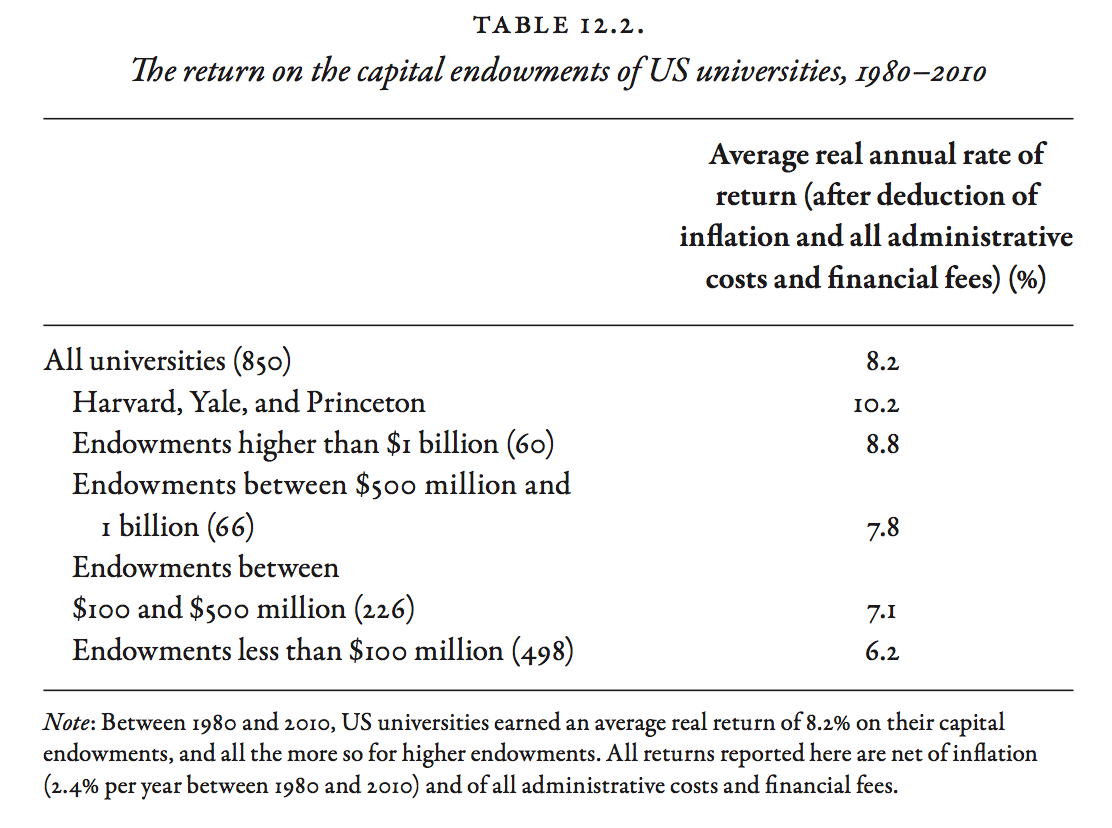 TABLE 12.2.
The return on the capital endowments of US universities, 1980–2010
Average real annual rate of
return (after deduction of
inflation and all administrative
costs and financial fees) (%)
All universities (850) 8.2
Harvard, Yale, and Princeton 10.2
Endowments higher than $1 billion (60) 8.8
Endowments between $500 million and
1 billion (66) 7.8
Endowments between
$100 and $500 million (226) 7.1
Endowments less than $100 million (498) 6.2
Note: Between 1980 and 2010, US universities earned an average real return of 8.2% on their capital
endowments, and all the more so for higher endowments. All returns reported here are net of inflation
(2.4% per year between 1980 and 2010) and of all administrative costs and financial fees.